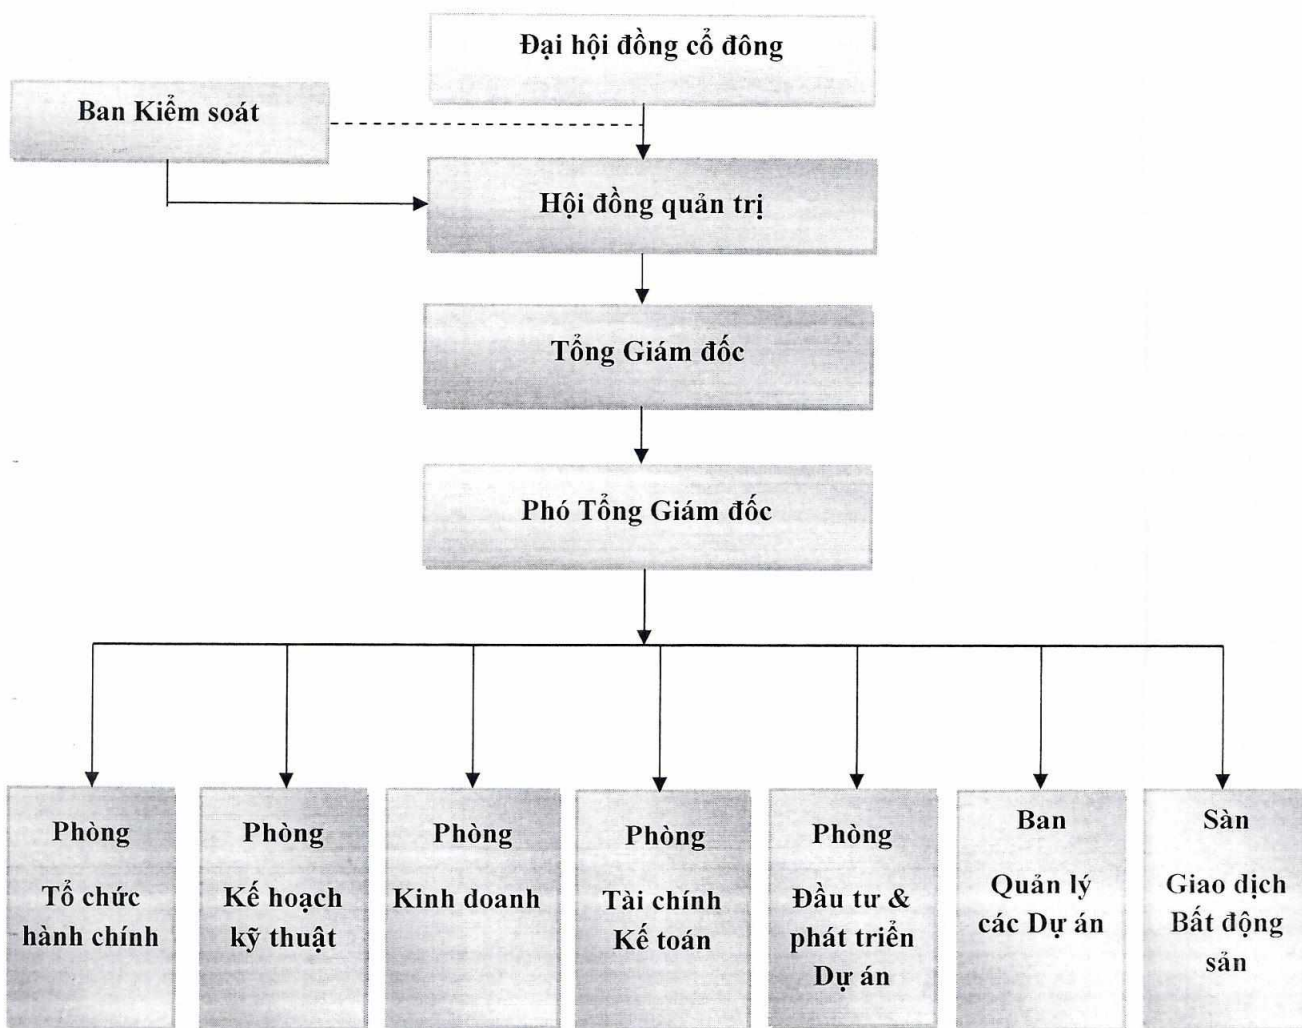 Đại hội đồng cổ đông
Ban Kiểm soát
Hội đồng quản trị
Tổng Giám đốc
Phó Tổng Giám đốc
Phòng
Tổ chức
hành chính
Phòng
Kế hoạch
kỹ thuật
Phòng
Kinh doanh
Phòng
Tài chính
Kế toán
Phòng
Đầu tư &
phát triển
Dự án
Ban
Quản lý
các Dự án
Sàn
Giao dịch
Bất động
sản